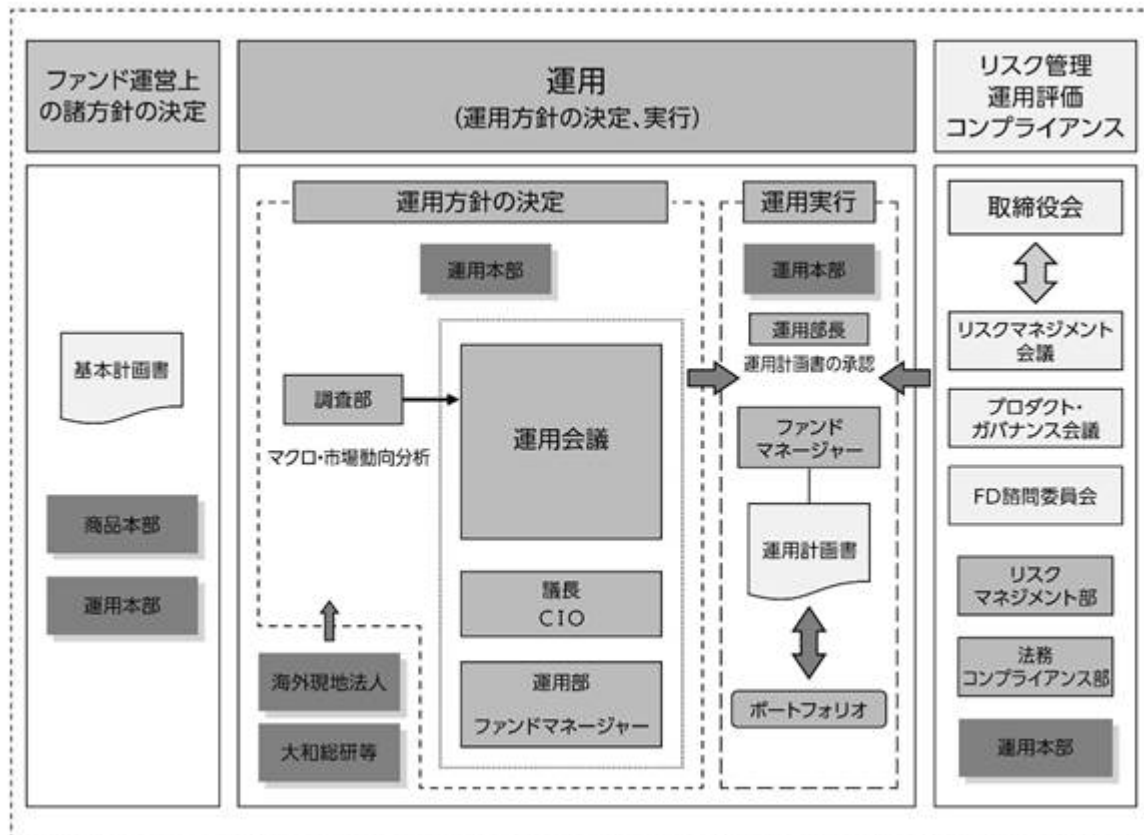 ファンド運営上
の諸方針の決定
運用
(運用方針の決定、実行)
リスク管理
運用評価
コンプライアンス
基本計画書
商品本部
運用本部
運用方針の決定
運用本部
調査部
マクロ・市場動向分析
運用会議
議長
CIO
運用部
ファンドマネージャー
海外現地法人
大和総研等
運用実行
運用本部
運用部長
運用計画書の承認
ファンド
マネージャー
運用計画書
ポートフォリオ
取締役会
リスクマネジメント
会議
プロダクト・
ガバナンス会議
FD諮問委員会
リスク
マネジメント部
法務
コンプライアンス部
運用本部